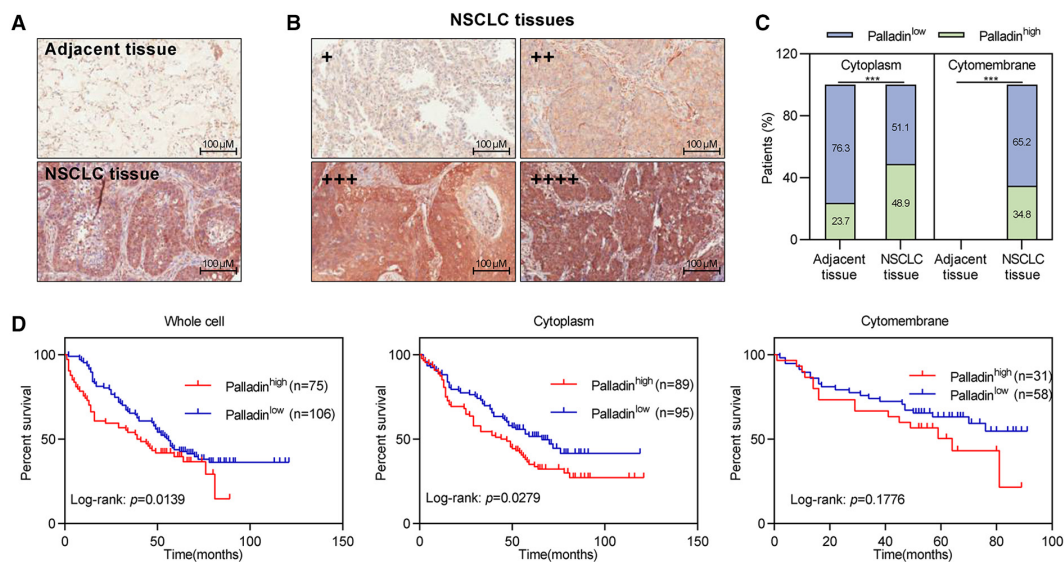 A
Adjacent tissue
100 µM
NSCLC tissue
100 µM
B
NSCLC tissues
+
100 µM
++
100 µM
+++
100 µM
++++
100 µM
C
Palladin^low
Palladin^high
Patients (%)
120
80
40
0
Cytoplasm
***
Cytomembrane
***
76.3
23.7
51.1
48.9
65.2
34.8
Adjacent
tissue
NSCLC
tissue
Adjacent
tissue
NSCLC
tissue
D
Whole cell
Percent survival
100
50
0
Palladin^high (n=75)
Palladin^low (n=106)
Log-rank: p=0.0139
0
50
100
150
Time(months)
Cytoplasm
Percent survival
100
50
0
Palladin^high (n=89)
Palladin^low (n=95)
Log-rank: p=0.0279
0
50
100
150
Time(months)
Cytomembrane
Percent survival
100
50
0
Palladin^high (n=31)
Palladin^low (n=58)
Log-rank: p=0.1776
0
20
40
60
80
100
Time(months)